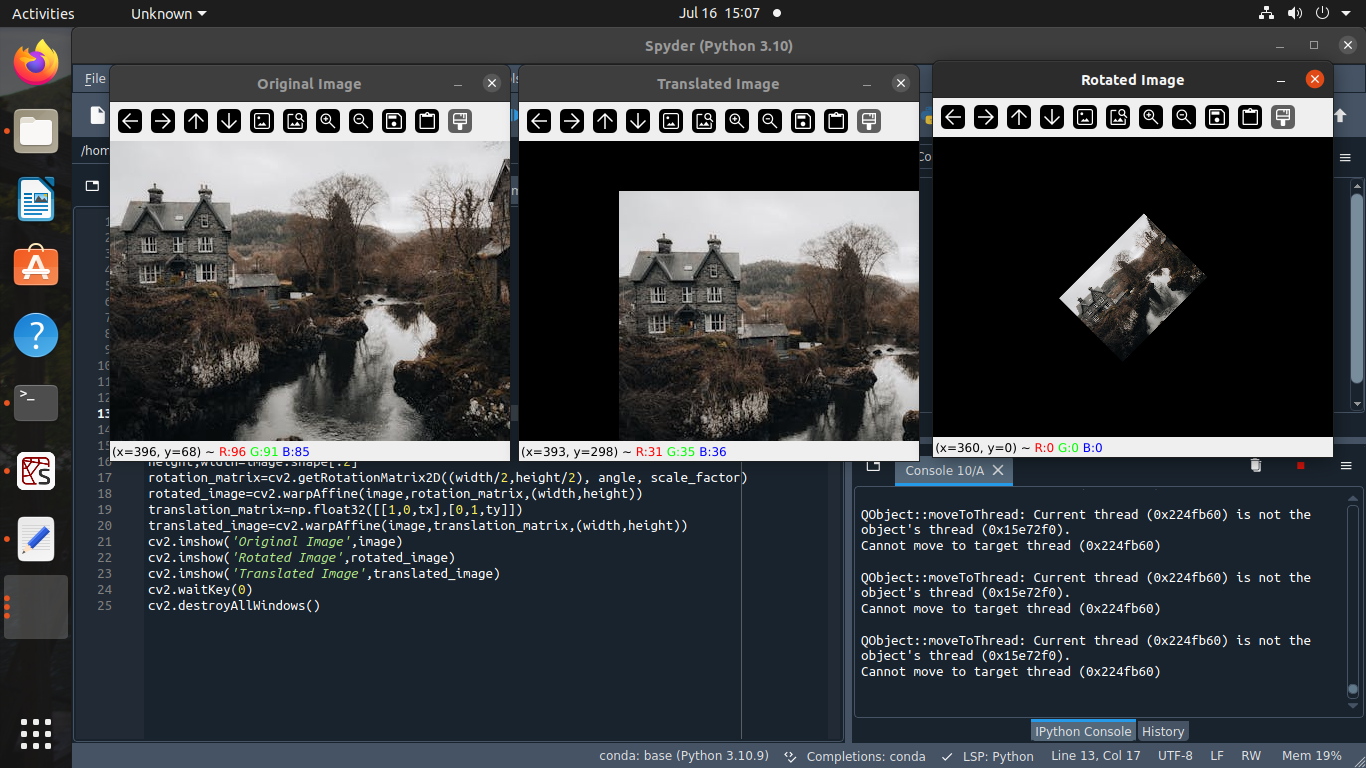 Activities
Unknown
Jul 16 15:07
Spyder (Python 3.10)
File
Original Image
Translated Image
Rotated Image
/hom
Co
(x=396, y=68) ~ R:96 G:91 B:85
(x=393, y=298) ~ R:31 G:35 B:36
(x=360, y=0) ~ R:0 G:0 B:0
1
10
11
12
13
14
15
16 height,width=image.shape[:2]
17 rotation_matrix=cv2.getRotationMatrix2D((width/2,height/2), angle, scale_factor)
18 rotated_image=cv2.warpAffine(image,rotation_matrix,(width,height))
19 translation_matrix=np.float32([[1,0,tx],[0,1,ty]])
20 translated_image=cv2.warpAffine(image,translation_matrix,(width,height))
21 cv2.imshow('Original Image',image)
22 cv2.imshow('Rotated Image',rotated_image)
23 cv2.imshow('Translated Image',translated_image)
24 cv2.waitKey(0)
25 cv2.destroyAllWindows()
Console 10/A
QObject::moveToThread: Current thread (0x224fb60) is not the
object's thread (0x15e72f0).
Cannot move to target thread (0x224fb60)
QObject::moveToThread: Current thread (0x224fb60) is not the
object's thread (0x15e72f0).
Cannot move to target thread (0x224fb60)
QObject::moveToThread: Current thread (0x224fb60) is not the
object's thread (0x15e72f0).
Cannot move to target thread (0x224fb60)
IPython Console
History
conda: base (Python 3.10.9)
Completions: conda
LSP: Python
Line 13, Col 17
UTF-8
LF
RW
Mem 19%